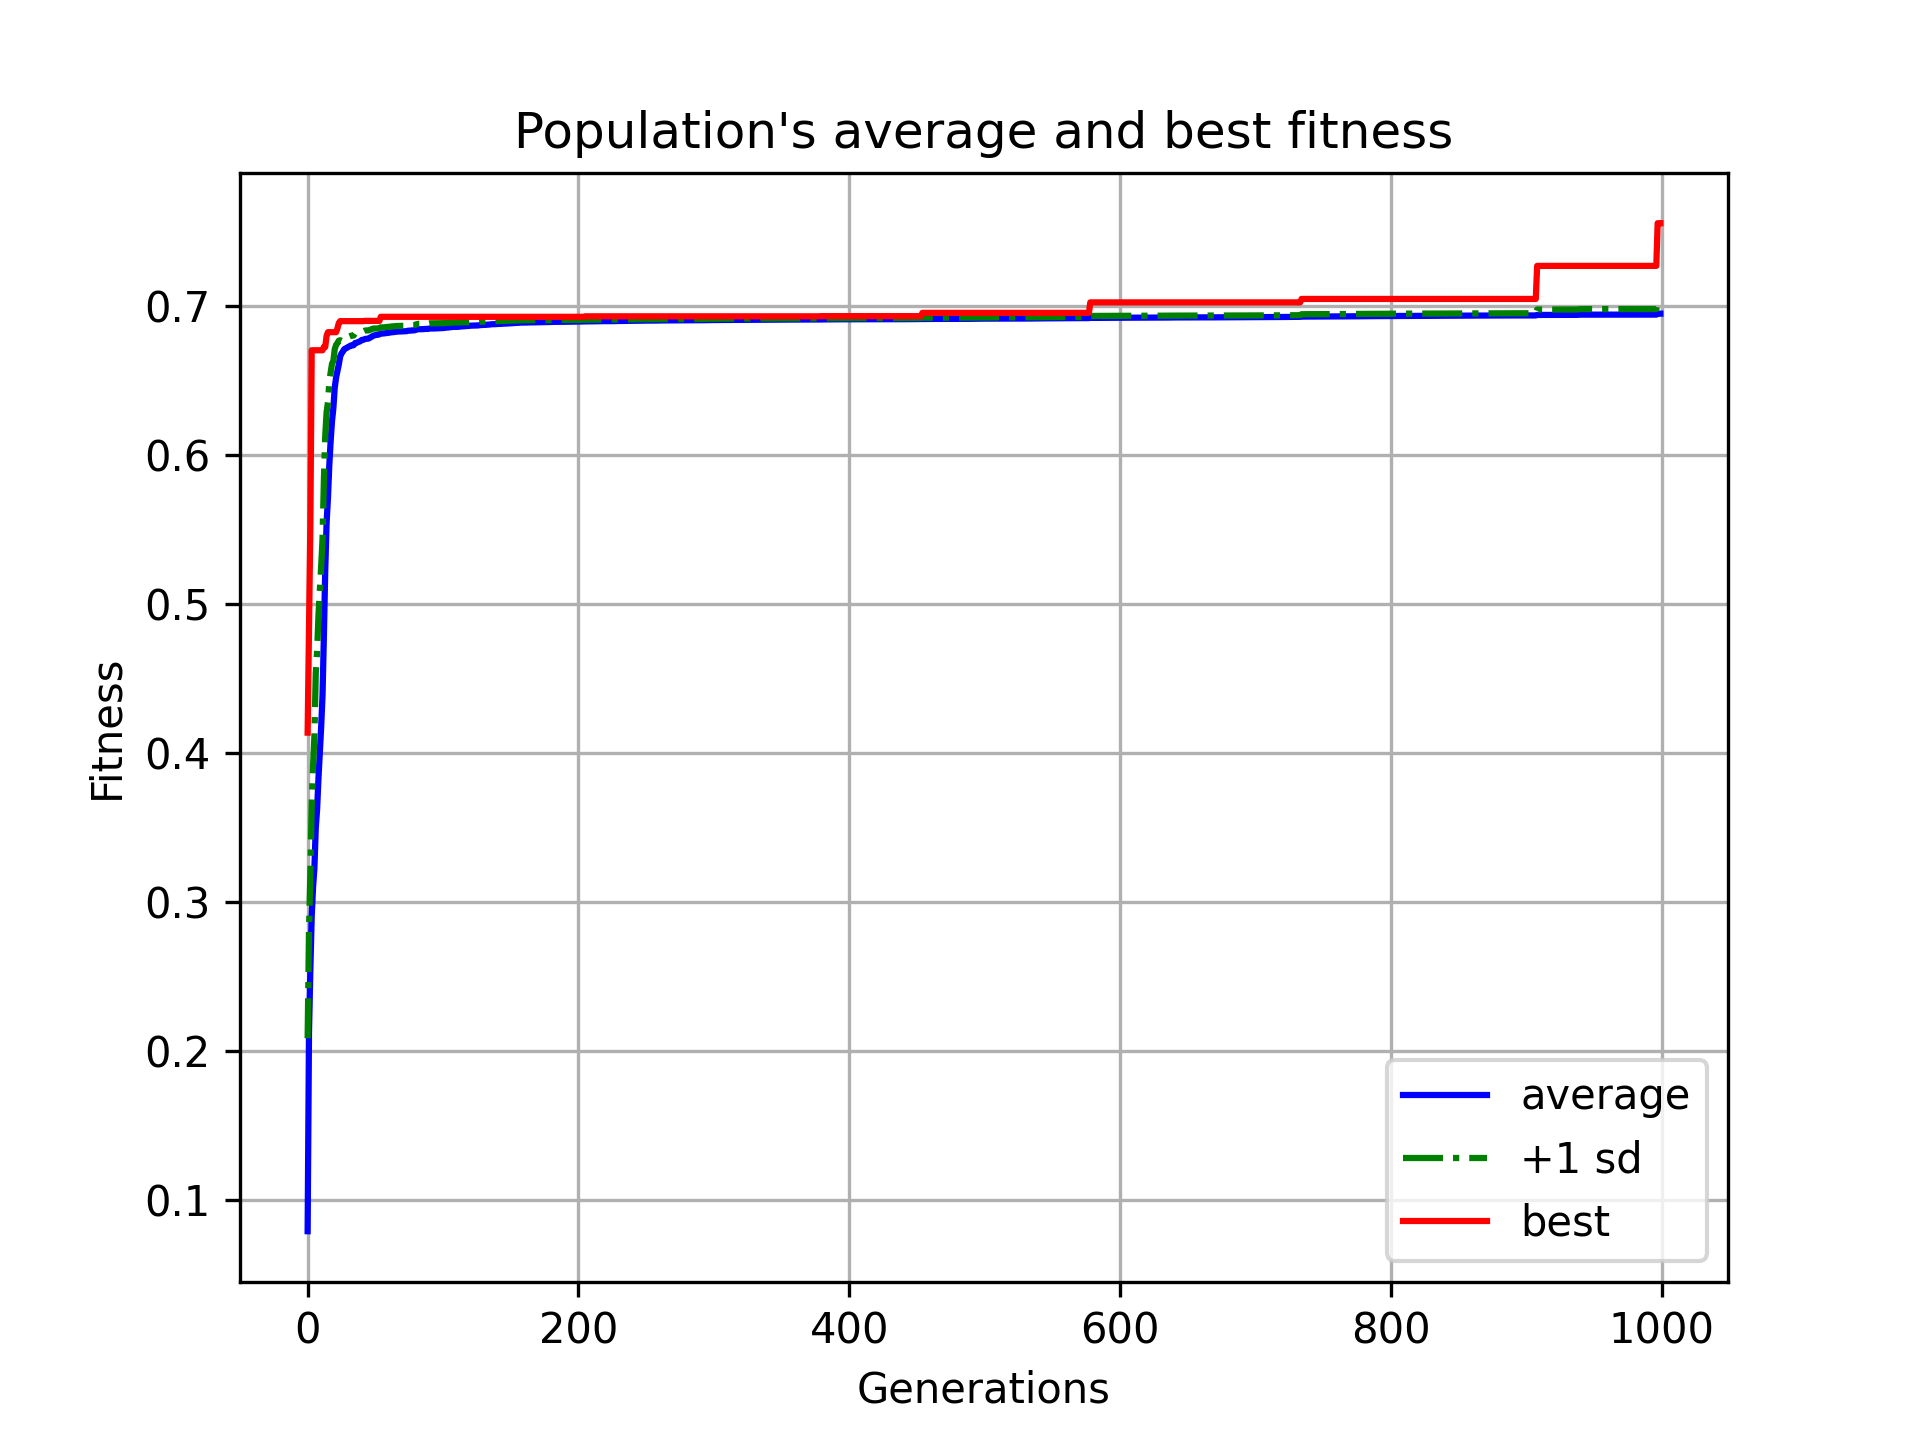 Population's average and best fitness
Fitness
0.7
0.6
0.5
0.4
0.3
0.2
0.1
0 200 400 600 800 1000
Generations
average
+1 sd
best